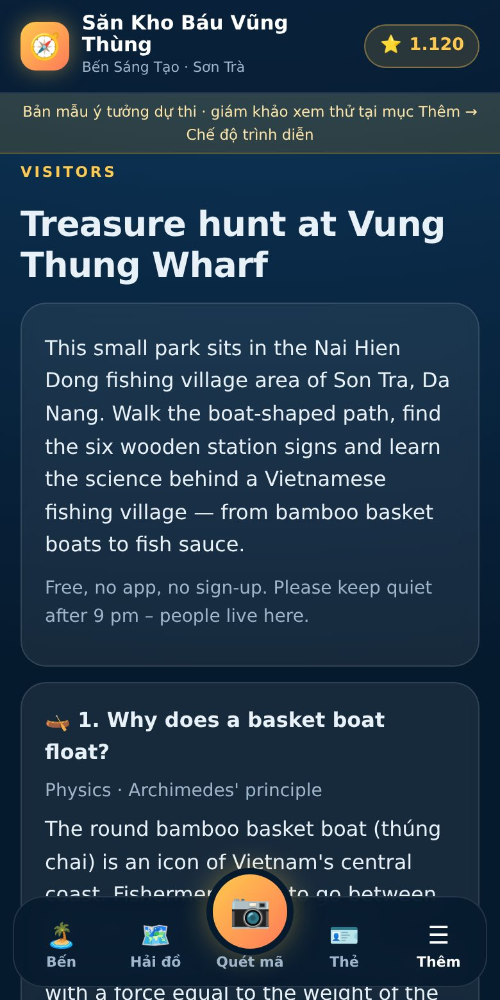 Săn Kho Báu Vũng
Thùng
Bến Sáng Tạo · Sơn Trà
⭐ 1.120
Bản mẫu ý tưởng dự thi · giám khảo xem thử tại mục Thêm →
Chế độ trình diễn
VISITORS
Treasure hunt at Vung
Thung Wharf
This small park sits in the Nai Hien
Dong fishing village area of Son Tra, Da
Nang. Walk the boat-shaped path, find
the six wooden station signs and learn
the science behind a Vietnamese
fishing village — from bamboo basket
boats to fish sauce.
Free, no app, no sign-up. Please keep quiet
after 9 pm – people live here.
🛶 1. Why does a basket boat
float?
Physics · Archimedes' principle
The round bamboo basket boat (thúng
chai) is an icon of Vietnam's central
coast. to go between
Bến
Hải đồ
Quét mã
Thẻ
Thêm
with a force equal to the weight of the